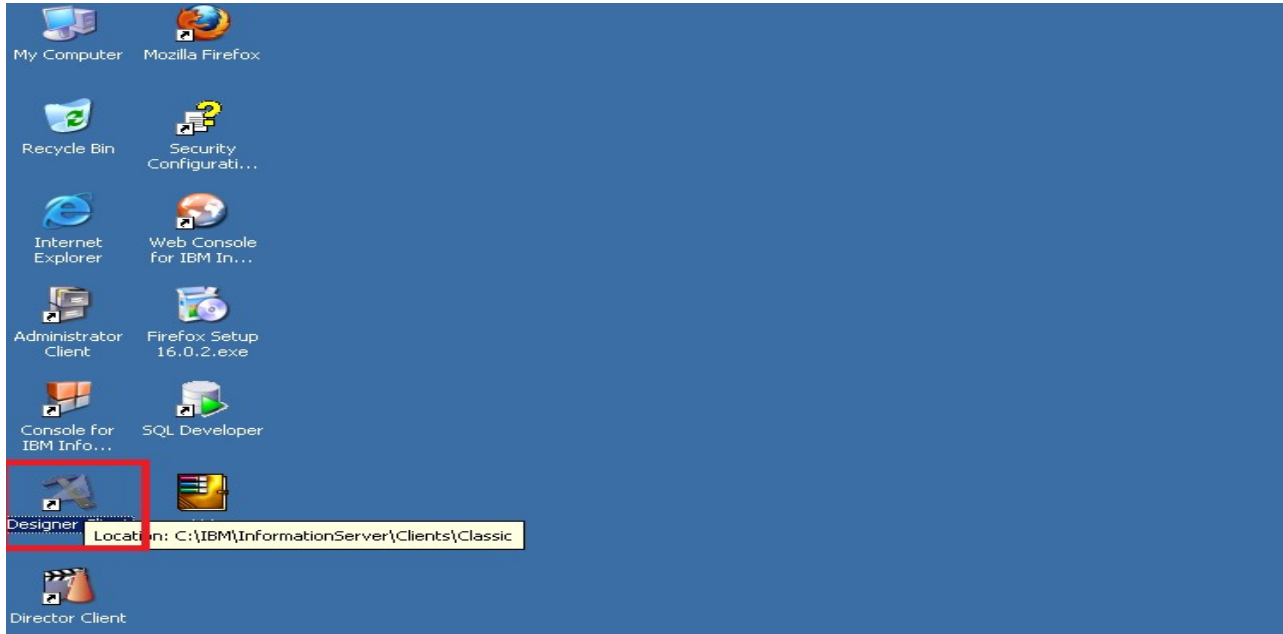 My Computer
Mozilla Firefox
Recycle Bin
Security
Configurati...
Internet
Explorer
Web Console
for IBM In...
Administrator
Client
Firefox Setup
16.0.2.exe
Console for
IBM Info...
SQL Developer
Designer
Location: C:\IBM\InformationServer\Clients\Classic
Director Client